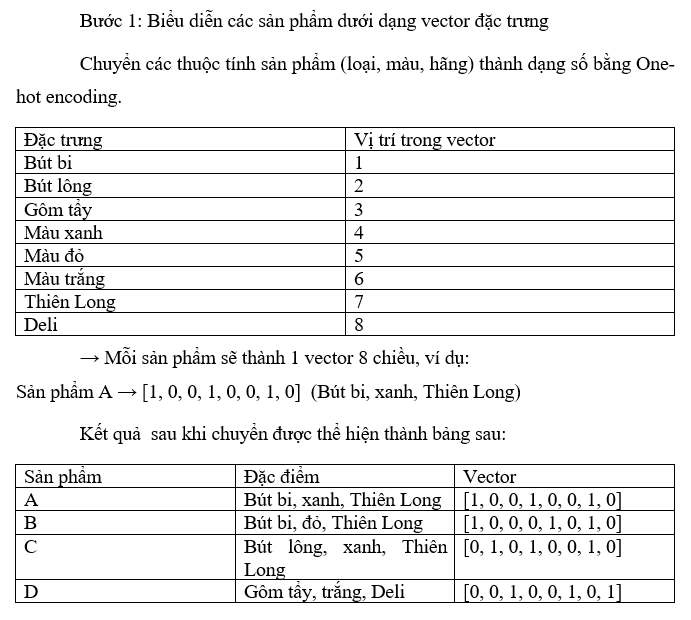 Bước 1: Biểu diễn các sản phẩm dưới dạng vector đặc trưng
Chuyển các thuộc tính sản phẩm (loại, màu, hãng) thành dạng số bằng One-
hot encoding.
Đặc trưng Vị trí trong vector
Bút bi 1
Bút lông 2
Gôm tẩy 3
Màu xanh 4
Màu đỏ 5
Màu trắng 6
Thiên Long 7
Deli 8
→ Mỗi sản phẩm sẽ thành 1 vector 8 chiều, ví dụ:
Sản phẩm A → [1, 0, 0, 1, 0, 0, 1, 0] (Bút bi, xanh, Thiên Long)
Kết quả sau khi chuyển được thể hiện thành bảng sau:
Sản phẩm Đặc điểm Vector
A Bút bi, xanh, Thiên Long [1, 0, 0, 1, 0, 0, 1, 0]
B Bút bi, đỏ, Thiên Long [1, 0, 0, 0, 1, 0, 1, 0]
C Bút lông, xanh, Thiên [0, 1, 0, 1, 0, 0, 1, 0]
Long
D Gôm tẩy, trắng, Deli [0, 0, 1, 0, 0, 1, 0, 1]